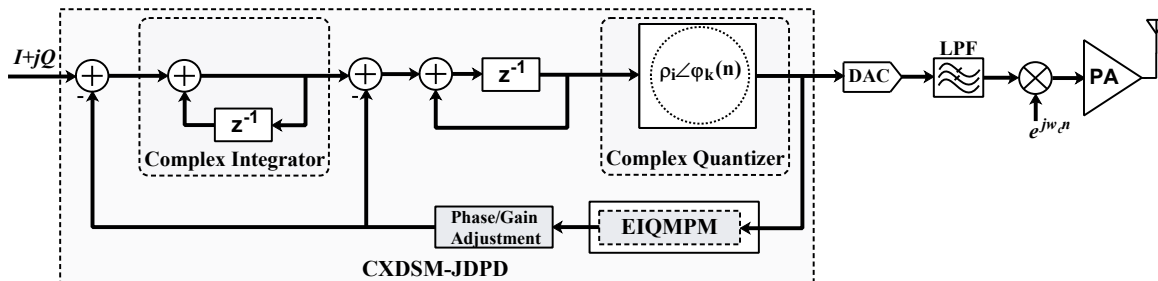 I+jQ
+
-
+
z⁻¹
Complex Integrator
+
-
+
z⁻¹
ρᵢ∠φₖ(n)
Complex Quantizer
DAC
LPF
e^{jw_c n}
PA
Phase/Gain
Adjustment
EIQMPM
CXDSM-JDPD